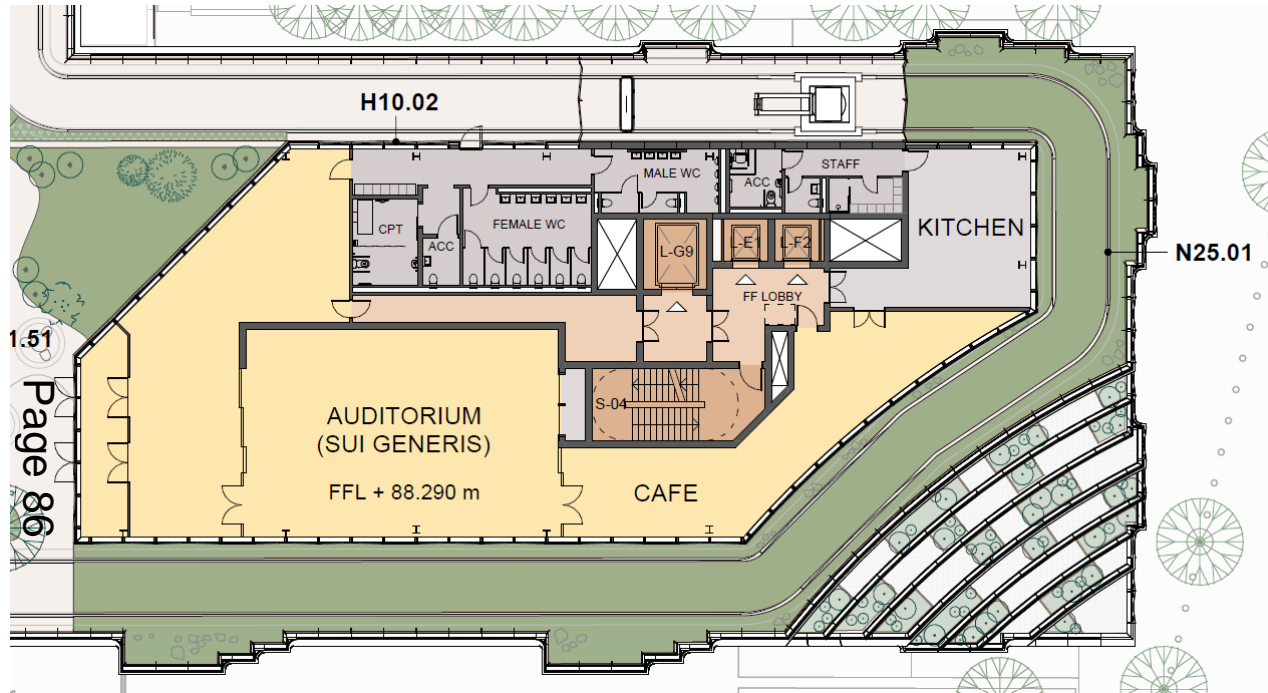 H10.02
STAFF
MALE WC
ACC
CPT
FEMALE WC
ACC
KITCHEN
L-G9
L-E1
L-F2
N25.01
FF LOBBY
1.51
Page 86
S-04
AUDITORIUM
(SUI GENERIS)
FFL + 88.290 m
CAFE